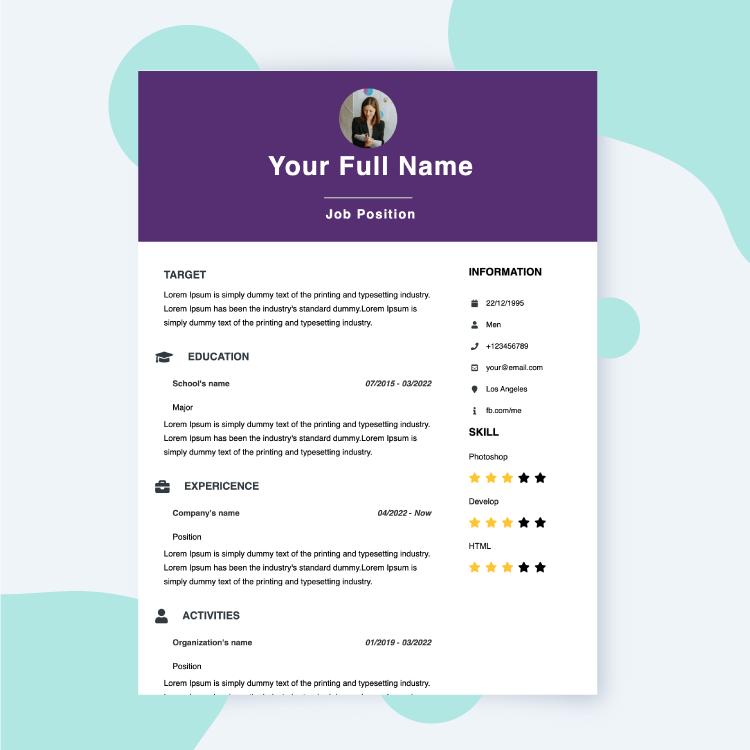 Your Full Name
Job Position
TARGET
Lorem Ipsum is simply dummy text of the printing and typesetting industry.
Lorem Ipsum has been the industry's standard dummy.Lorem Ipsum is
simply dummy text of the printing and typesetting industry.
EDUCATION
School's name 07/2015 - 03/2022
Major
Lorem Ipsum is simply dummy text of the printing and typesetting industry.
Lorem Ipsum has been the industry's standard dummy.Lorem Ipsum is
simply dummy text of the printing and typesetting industry.
EXPERICENCE
Company's name 04/2022 - Now
Position
Lorem Ipsum is simply dummy text of the printing and typesetting industry.
Lorem Ipsum has been the industry's standard dummy.Lorem Ipsum is
simply dummy text of the printing and typesetting industry.
ACTIVITIES
Organization's name 01/2019 - 03/2022
Position
Lorem Ipsum is simply dummy text of the printing and typesetting industry.
INFORMATION
22/12/1995
Men
+123456789
your@email.com
Los Angeles
fb.com/me
SKILL
Photoshop
Develop
HTML